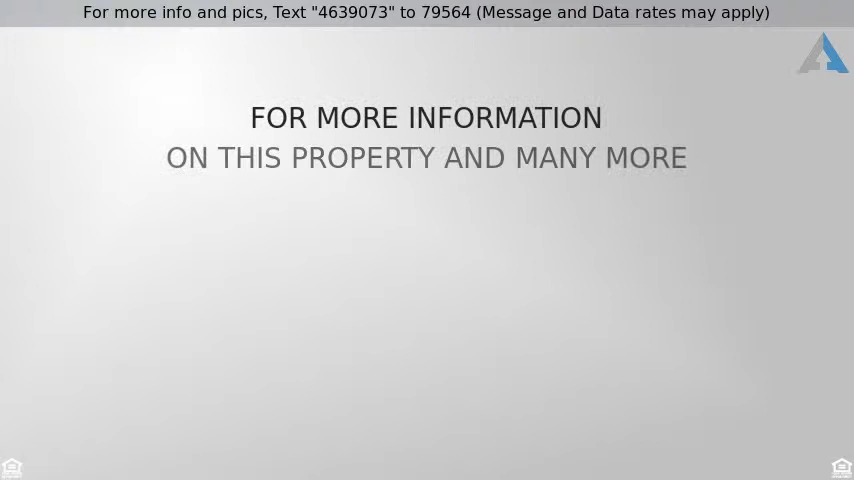 For more info and pics, Text "4639073" to 79564 (Message and Data rates may apply)
FOR MORE INFORMATION
ON THIS PROPERTY AND MANY MORE